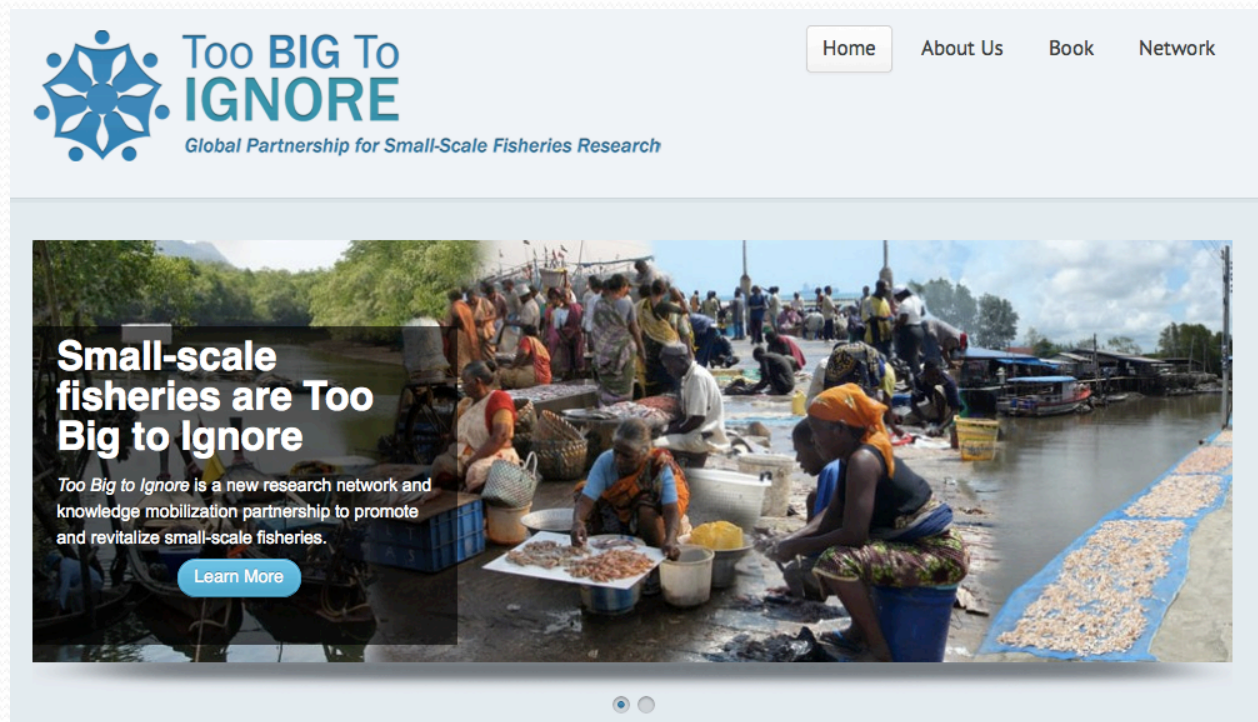 Too BIG To
IGNORE
Global Partnership for Small-Scale Fisheries Research
Home
About Us
Book
Network
Small-scale
fisheries are Too
Big to Ignore
Too Big to Ignore is a new research network and
knowledge mobilization partnership to promote
and revitalize small-scale fisheries.
Learn More